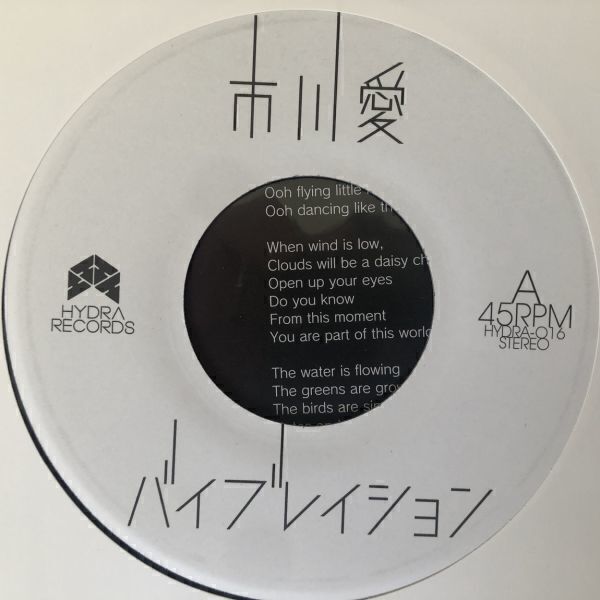 市川愛
Ooh flying little
Ooh dancing like
When wind is low,
Clouds will be a daisy
Open up your eyes
Do you know
From this moment
You are part of this world
The water is flowing
The greens are
The birds are
HYDRA
RECORDS
A
45RPM
HYDRA-016
STEREO
バイブレイション